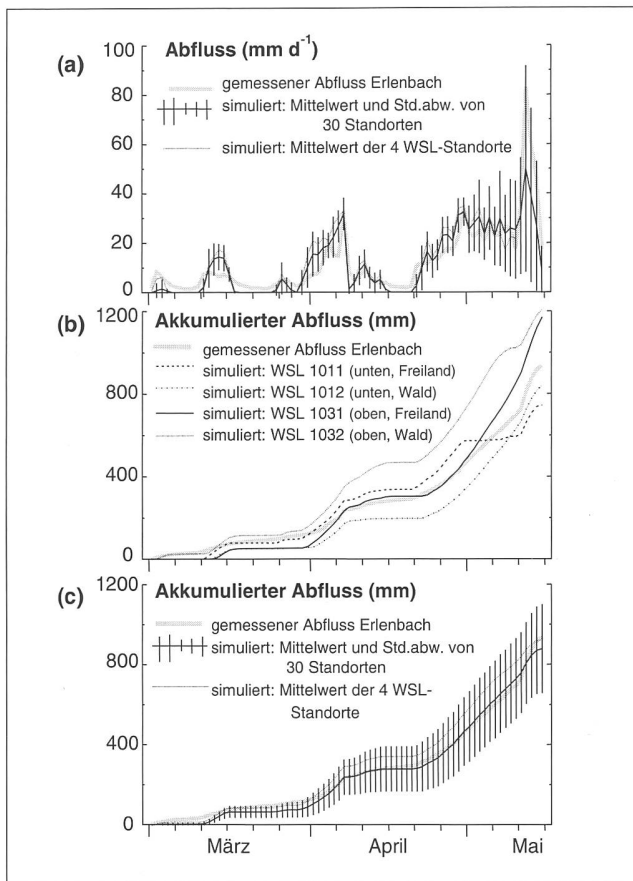 (a)
Abfluss (mm d⁻¹)
100
80
60
40
20
0
gemessener Abfluss Erlenbach
simuliert: Mittelwert und Std.abw. von
30 Standorten
simuliert: Mittelwert der 4 WSL-Standorte
(b)
Akkumulierter Abfluss (mm)
1200
800
400
0
gemessener Abfluss Erlenbach
simuliert: WSL 1011 (unten, Freiland)
simuliert: WSL 1012 (unten, Wald)
simuliert: WSL 1031 (oben, Freiland)
simuliert: WSL 1032 (oben, Wald)
(c)
Akkumulierter Abfluss (mm)
1200
800
400
0
gemessener Abfluss Erlenbach
simuliert: Mittelwert und Std.abw. von
30 Standorten
simuliert: Mittelwert der 4 WSL-
Standorte
März April Mai